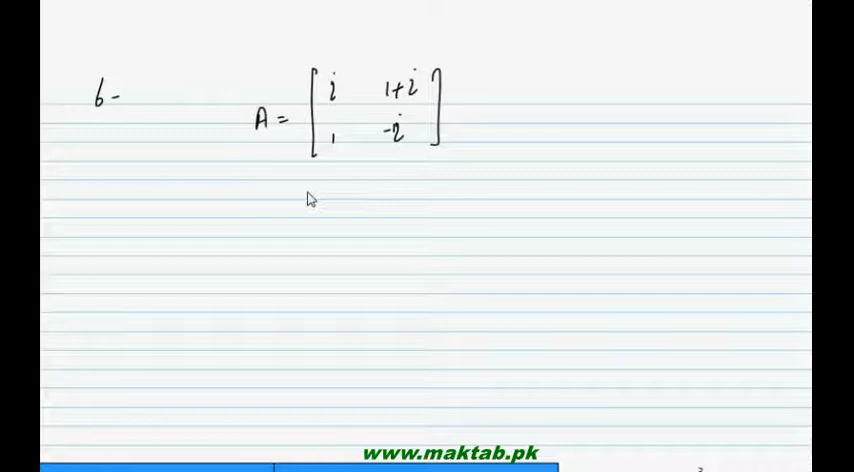 6-
A = [ i 1+i
1 -i ]
www.maktab.pk